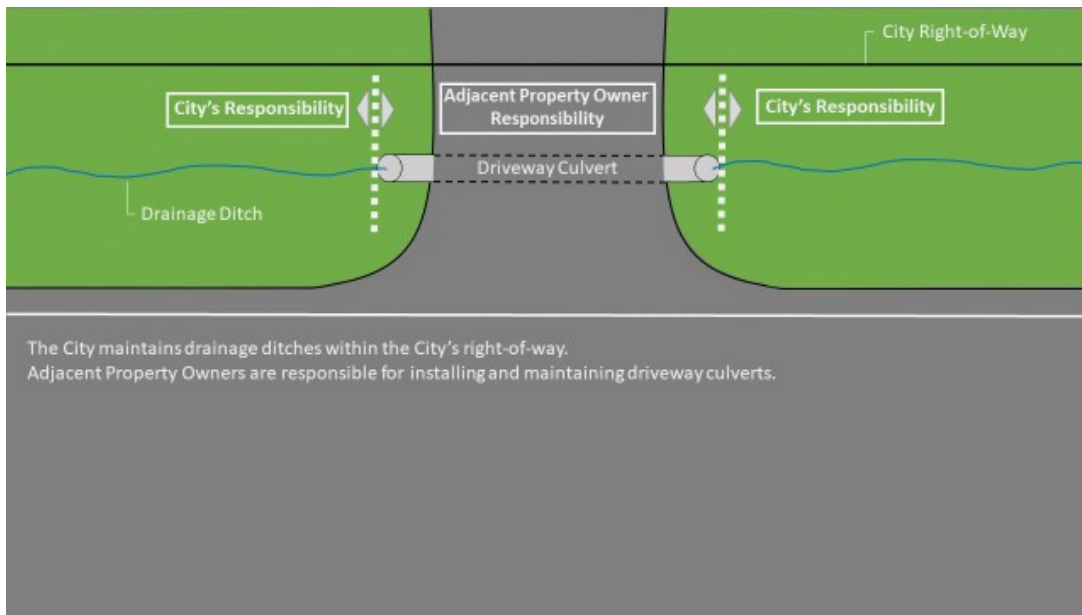 City Right-of-Way
City's Responsibility
Adjacent Property Owner
Responsibility
City's Responsibility
Driveway Culvert
Drainage Ditch
The City maintains drainage ditches within the City's right-of-way.
Adjacent Property Owners are responsible for installing and maintaining driveway culverts.